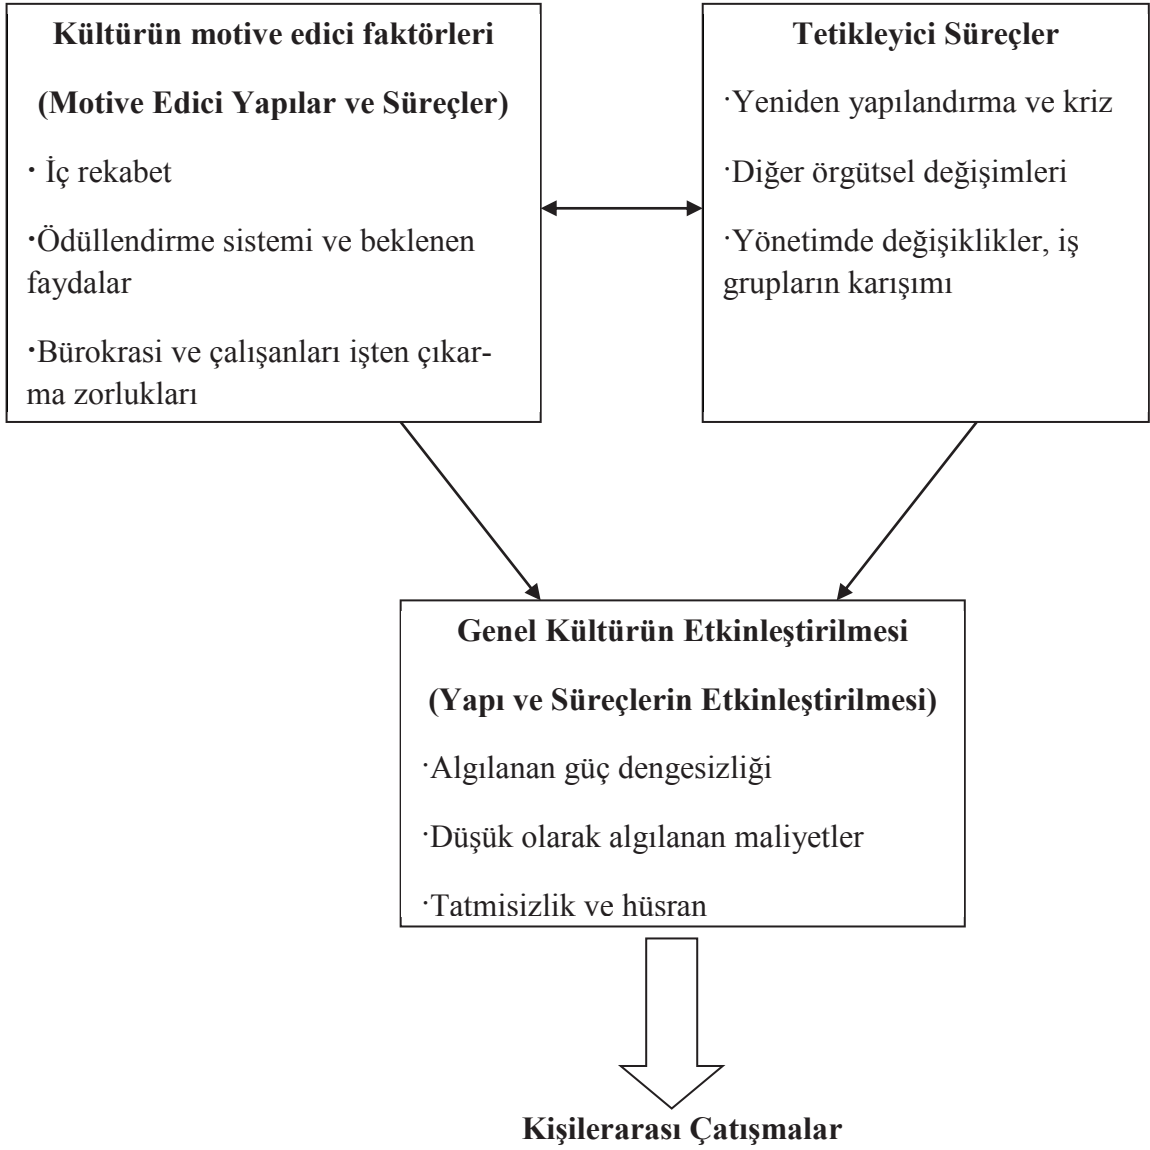 Kültürün motive edici faktörleri
(Motive Edici Yapılar ve Süreçler)
· İç rekabet
·Ödüllendirme sistemi ve beklenen
faydalar
·Bürokrasi ve çalışanları işten çıkar-
ma zorlukları
Tetikleyici Süreçler
·Yeniden yapılandırma ve kriz
·Diğer örgütsel değişimleri
·Yönetimde değişiklikler, iş
grupların karışımı
Genel Kültürün Etkinleştirilmesi
(Yapı ve Süreçlerin Etkinleştirilmesi)
·Algılanan güç dengesizliği
·Düşük olarak algılanan maliyetler
·Tatmisizlik ve hüsran
Kişilerarası Çatışmalar